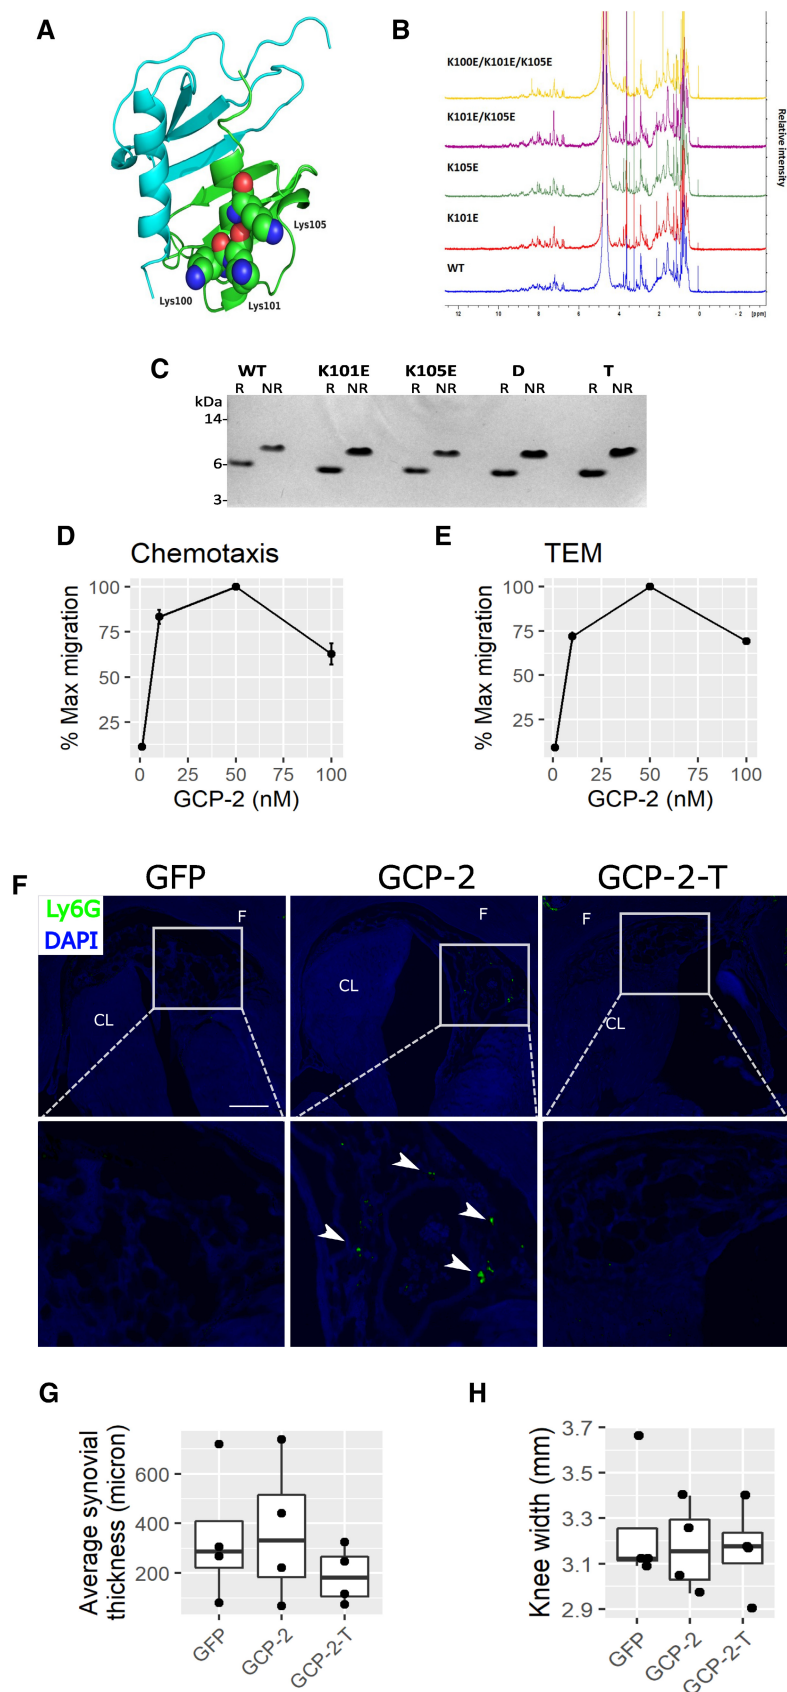 A
Lys105
Lys100
Lys101
B
K100E/K101E/K105E
K101E/K105E
K105E
K101E
WT
Relative intensity
12 10 8 6 4 2 0 - 2 [ppm]
C
WT K101E K105E D T
R NR R NR R NR R NR R NR
kDa
14-
6-
3-
D
Chemotaxis
% Max migration
100
75
50
25
0 25 50 75 100
GCP-2 (nM)
E
TEM
% Max migration
100
75
50
25
0 25 50 75 100
GCP-2 (nM)
F
GFP GCP-2 GCP-2-T
Ly6G
DAPI
F
CL
F
CL
F
CL
G
Average synovial
thickness (micron)
600
400
200
GFP
GCP-2
GCP-2-T
H
Knee width (mm)
3.7
3.5
3.3
3.1
2.9
GFP
GCP-2
GCP-2-T